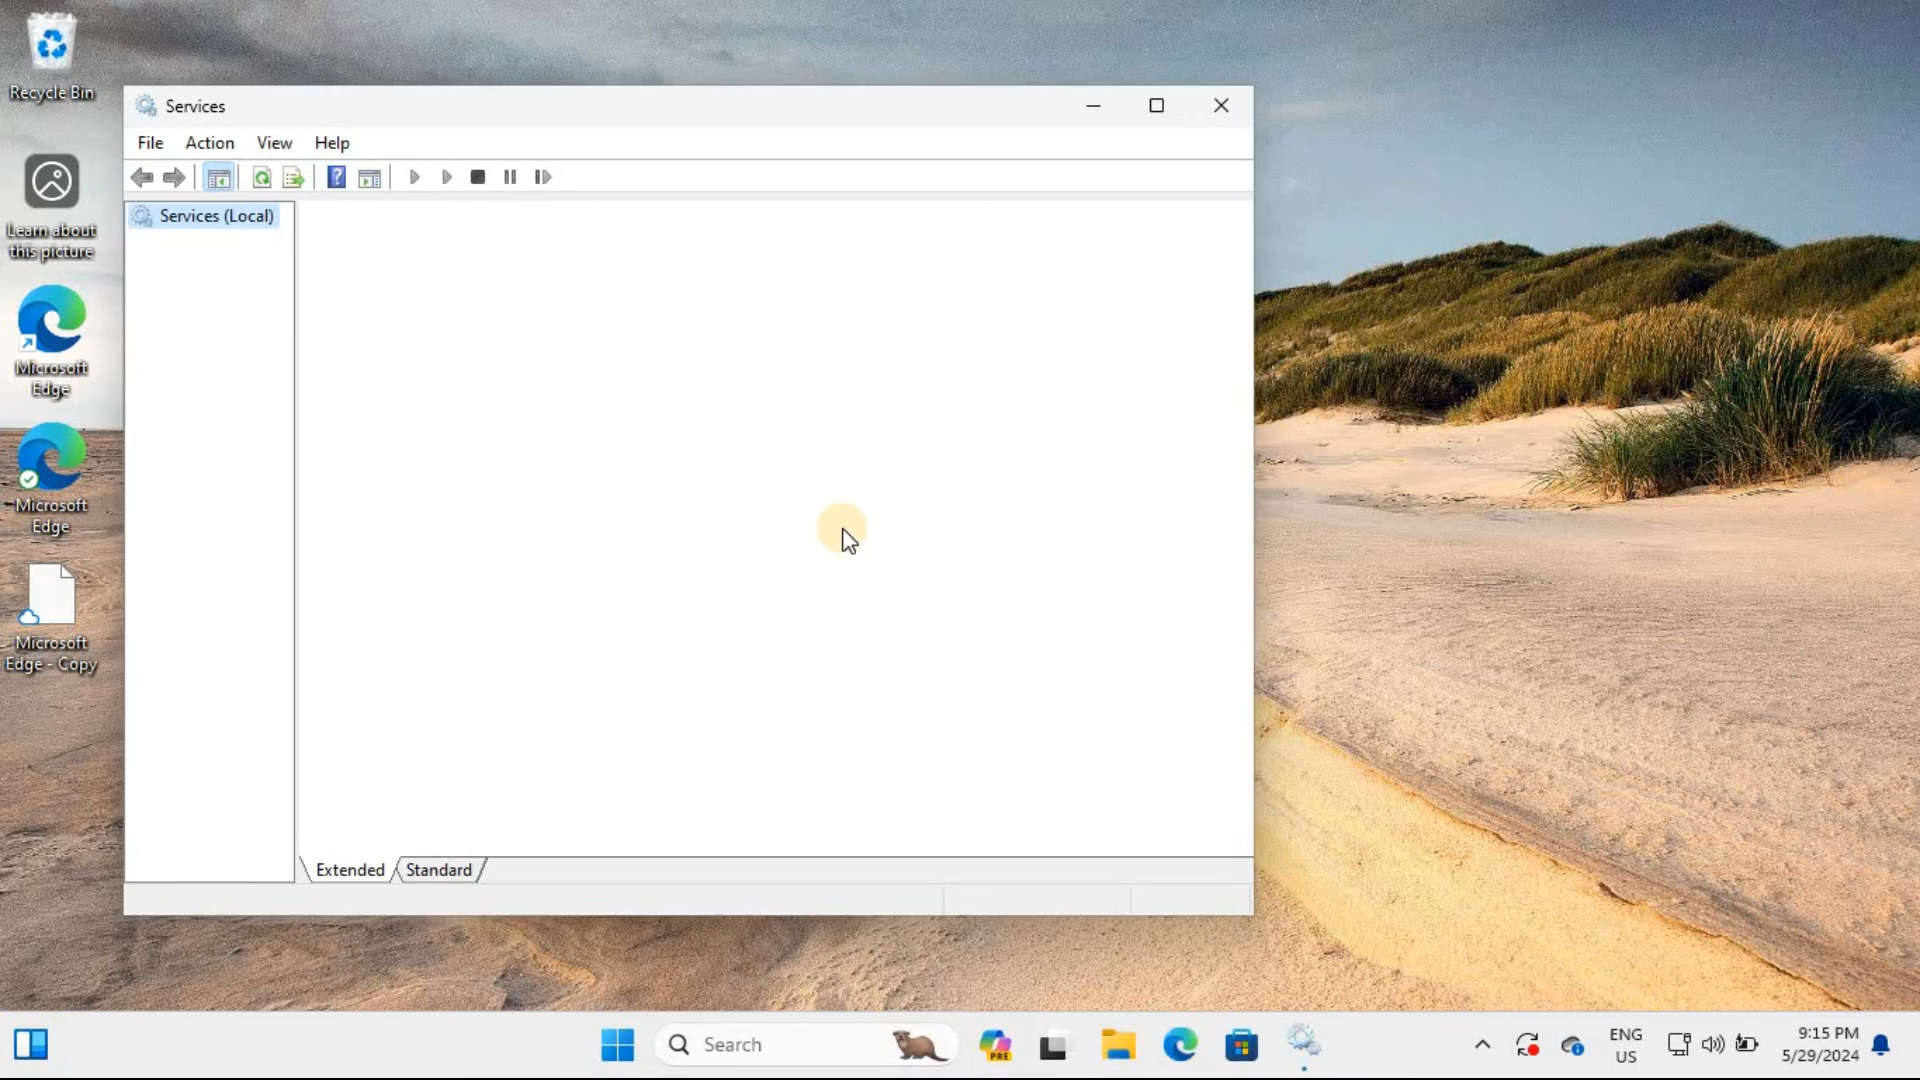 Recycle Bin
Learn about
this picture
Microsoft
Edge
Microsoft
Edge
Microsoft
Edge - Copy
Services
File Action View Help
Services (Local)
Extended Standard
Search
PRE
ENG
US
9:15 PM
5/29/2024